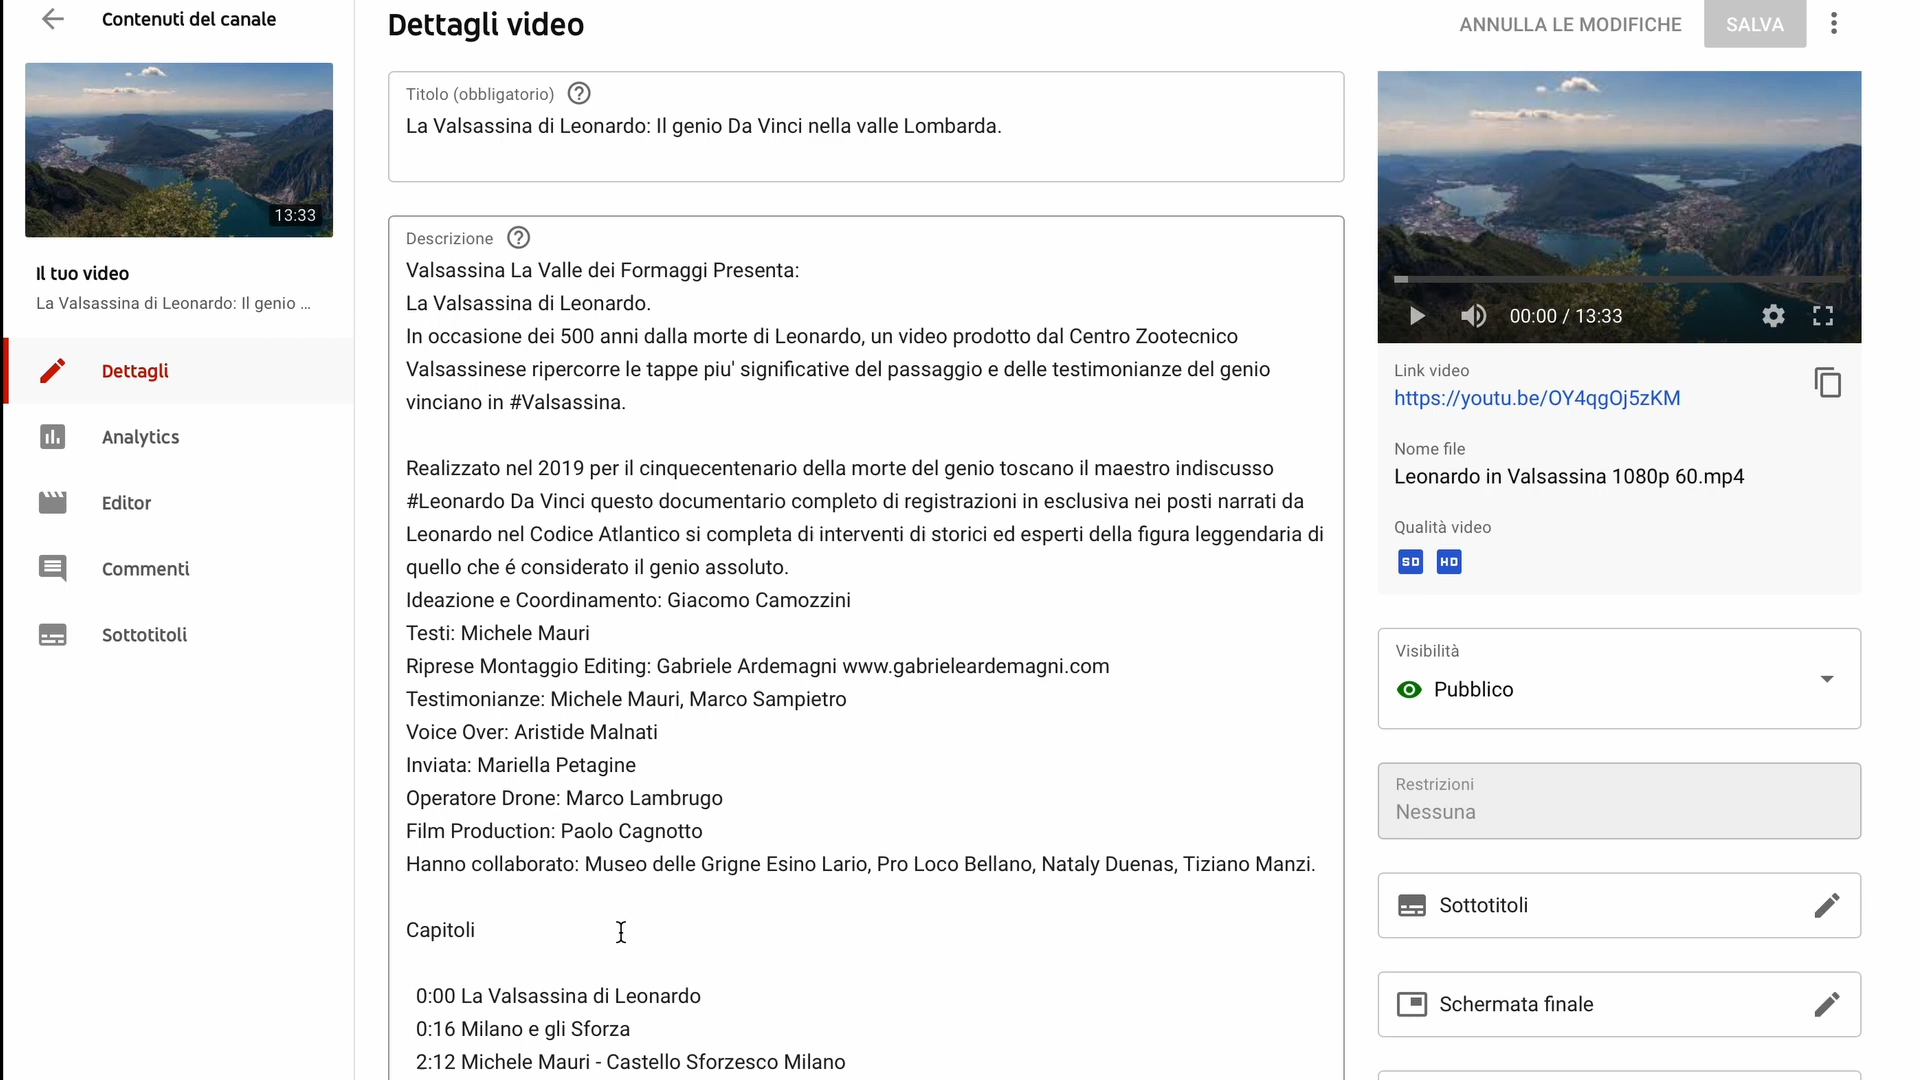 Contenuti del canale
13:33
Il tuo video
La Valsassina di Leonardo: Il genio ...
Dettagli
Analytics
Editor
Commenti
Sottotitoli
Dettagli video
ANNULLA LE MODIFICHE
SALVA
Titolo (obbligatorio)
La Valsassina di Leonardo: Il genio Da Vinci nella valle Lombarda.
Descrizione
Valsassina La Valle dei Formaggi Presenta:
La Valsassina di Leonardo.
In occasione dei 500 anni dalla morte di Leonardo, un video prodotto dal Centro Zootecnico
Valsassinese ripercorre le tappe piu' significative del passaggio e delle testimonianze del genio
vinciano in #Valsassina.
Realizzato nel 2019 per il cinquecentenario della morte del genio toscano il maestro indiscusso
#Leonardo Da Vinci questo documentario completo di registrazioni in esclusiva nei posti narrati da
Leonardo nel Codice Atlantico si completa di interventi di storici ed esperti della figura leggendaria di
quello che é considerato il genio assoluto.
Ideazione e Coordinamento: Giacomo Camozzini
Testi: Michele Mauri
Riprese Montaggio Editing: Gabriele Ardemagni www.gabrieleardemagni.com
Testimonianze: Michele Mauri, Marco Sampietro
Voice Over: Aristide Malnati
Inviata: Mariella Petagine
Operatore Drone: Marco Lambrugo
Film Production: Paolo Cagnotto
Hanno collaborato: Museo delle Grigne Esino Lario, Pro Loco Bellano, Nataly Duenas, Tiziano Manzi.
Capitoli
0:00 La Valsassina di Leonardo
0:16 Milano e gli Sforza
2:12 Michele Mauri - Castello Sforzesco Milano
00:00 / 13:33
Link video
https://youtu.be/OY4qgOj5zKM
Nome file
Leonardo in Valsassina 1080p 60.mp4
Qualità video
SD HD
Visibilità
Pubblico
Restrizioni
Nessuna
Sottotitoli
Schermata finale